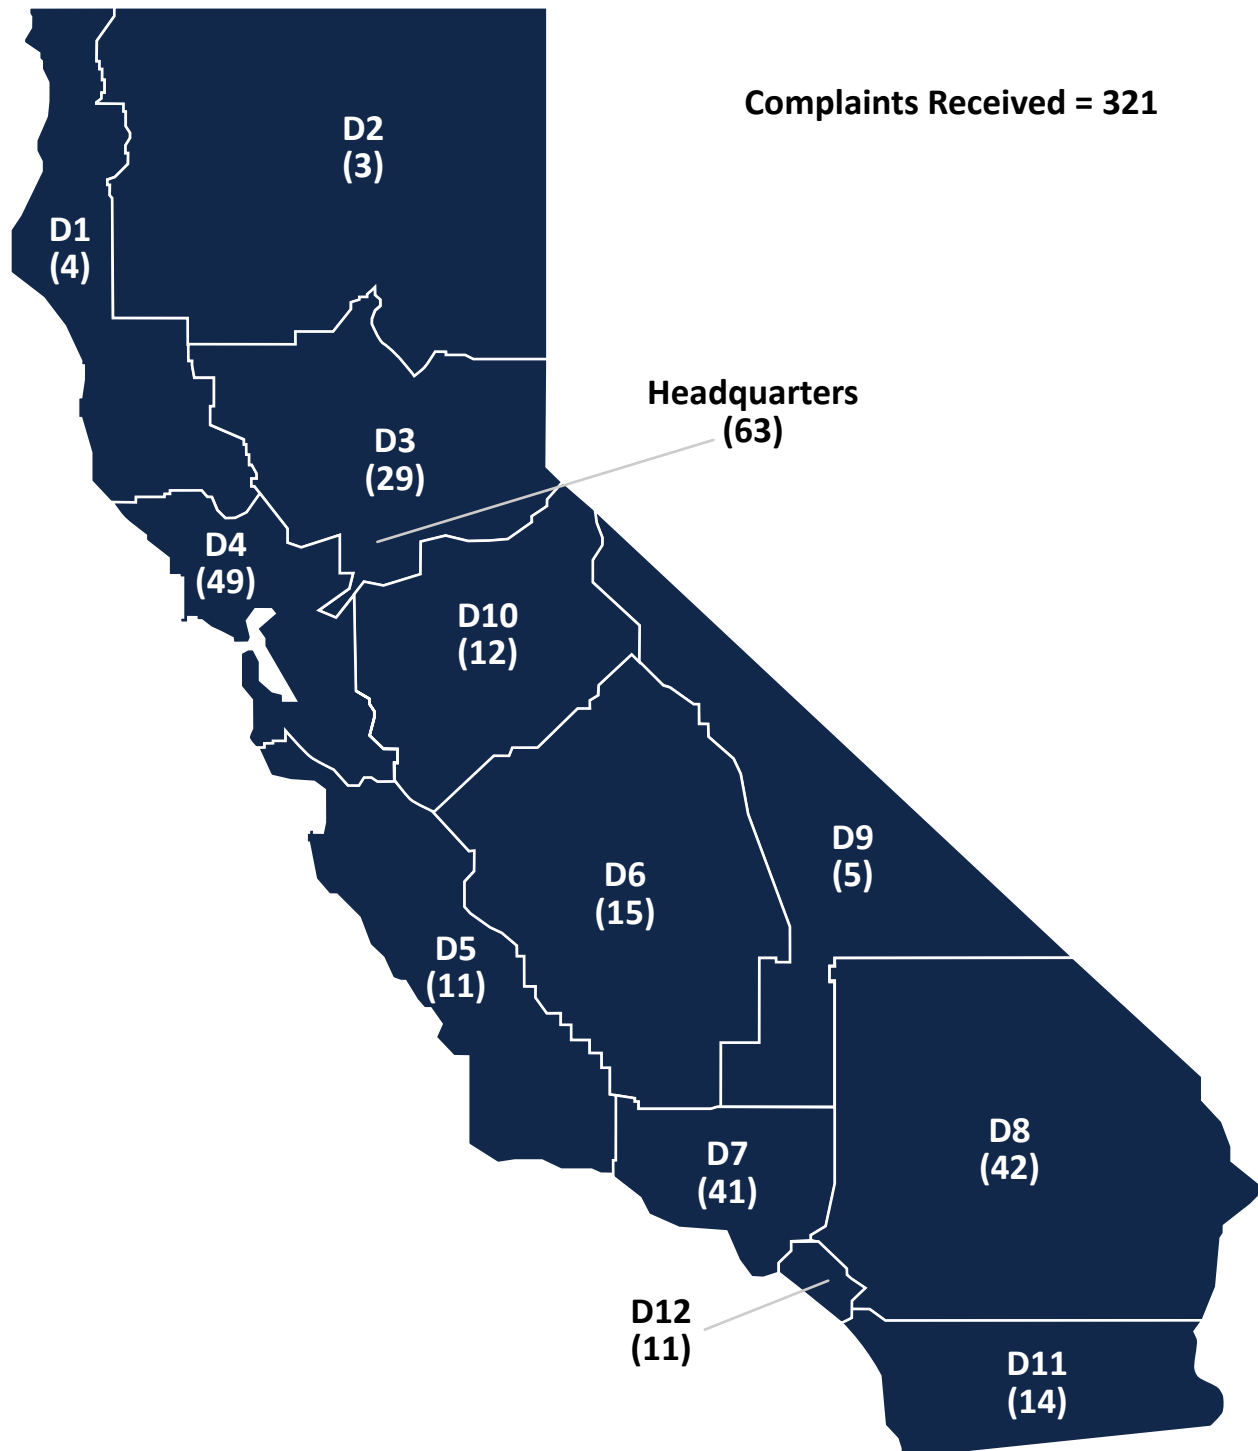 Complaints Received = 321
D2
(3)
D1
(4)
Headquarters
(63)
D3
(29)
D4
(49)
D10
(12)
D9
(5)
D6
(15)
D5
(11)
D8
(42)
D7
(41)
D12
(11)
D11
(14)